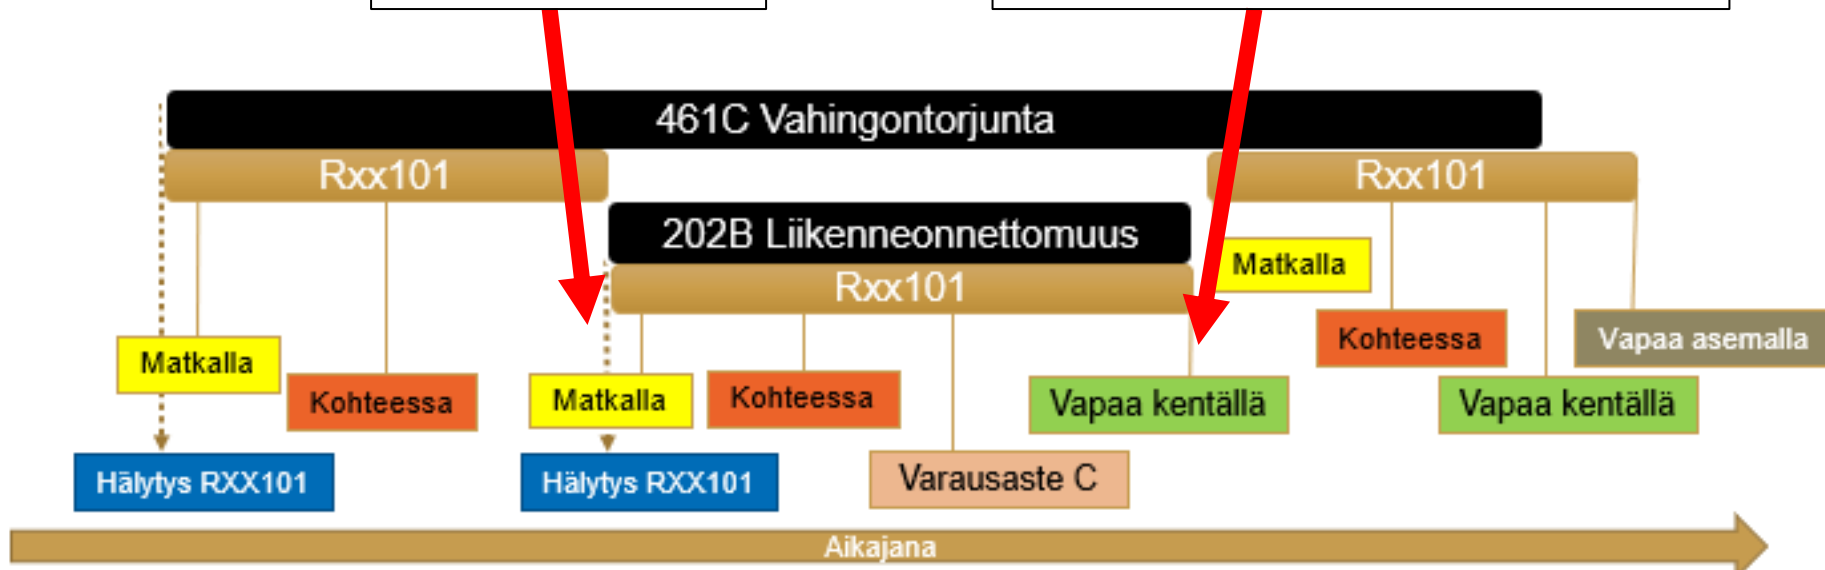 461C Vahingontorjunta
Rxx101
Rxx101
202B Liikenneonnettomuus
Rxx101
Matkalla
Kohteessa
Vapaa asemalla
Matkalla
Kohteessa
Matkalla
Kohteessa
Vapaa kentällä
Vapaa kentällä
Hälytys RXX101
Hälytys RXX101
Varausaste C
Aikajana